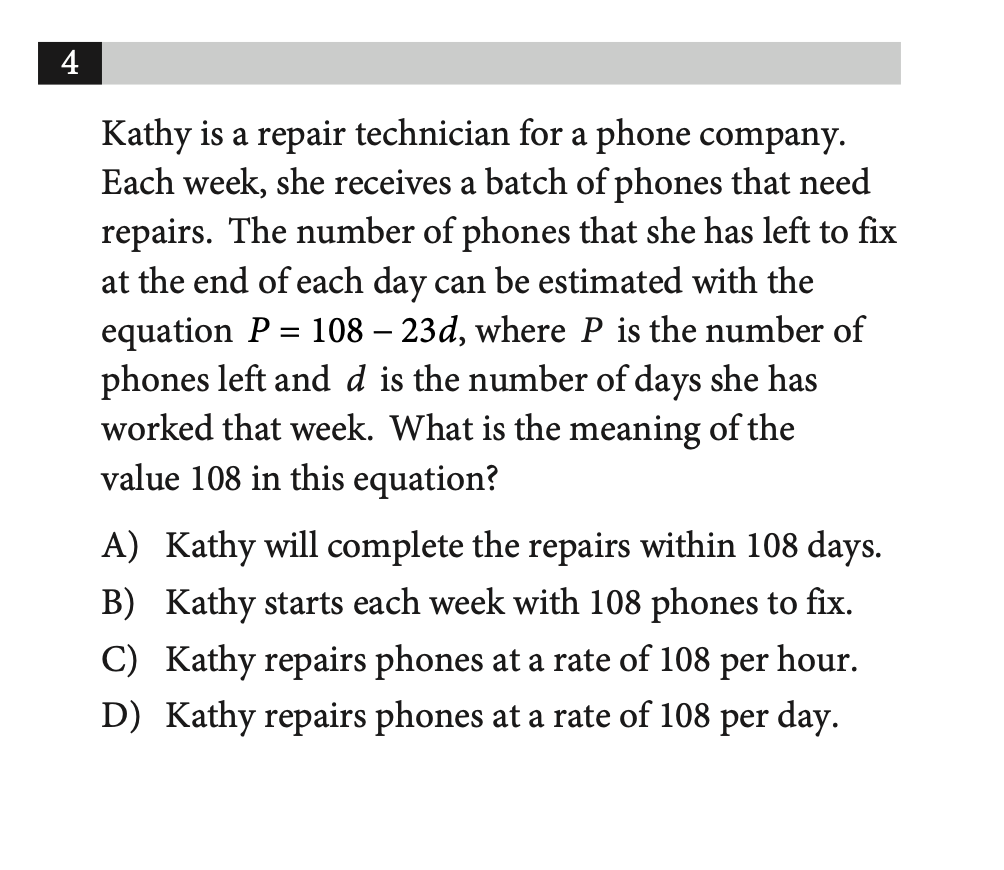 4
Kathy is a repair technician for a phone company.
Each week, she receives a batch of phones that need
repairs. The number of phones that she has left to fix
at the end of each day can be estimated with the
equation P = 108 − 23d, where P is the number of
phones left and d is the number of days she has
worked that week. What is the meaning of the
value 108 in this equation?
A) Kathy will complete the repairs within 108 days.
B) Kathy starts each week with 108 phones to fix.
C) Kathy repairs phones at a rate of 108 per hour.
D) Kathy repairs phones at a rate of 108 per day.